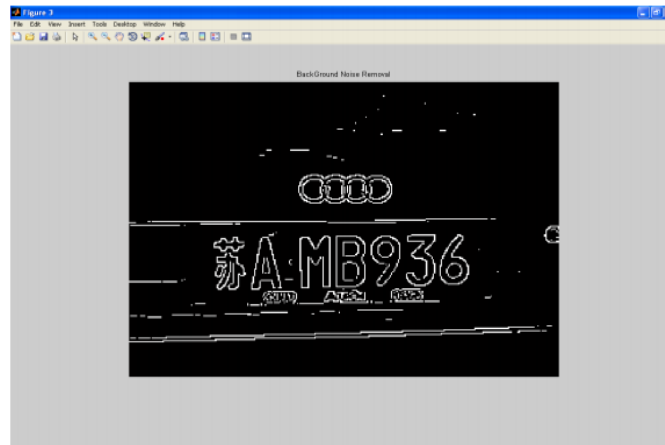 Figure 3
File Edit View Insert Tools Desktop Window Help
BackGround Noise Removal
苏A·MB936